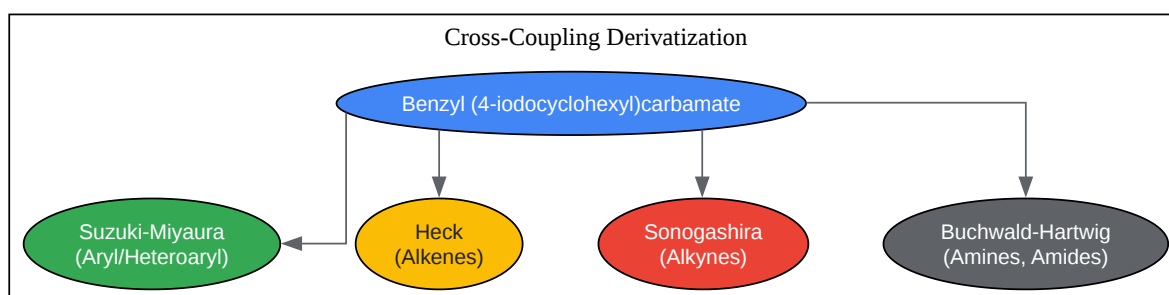 Cross-Coupling Derivatization
Benzyl (4-iodocyclohexyl)carbamate
Suzuki-Miyaura
(Aryl/Heteroaryl)
Heck
(Alkenes)
Sonogashira
(Alkynes)
Buchwald-Hartwig
(Amines, Amides)